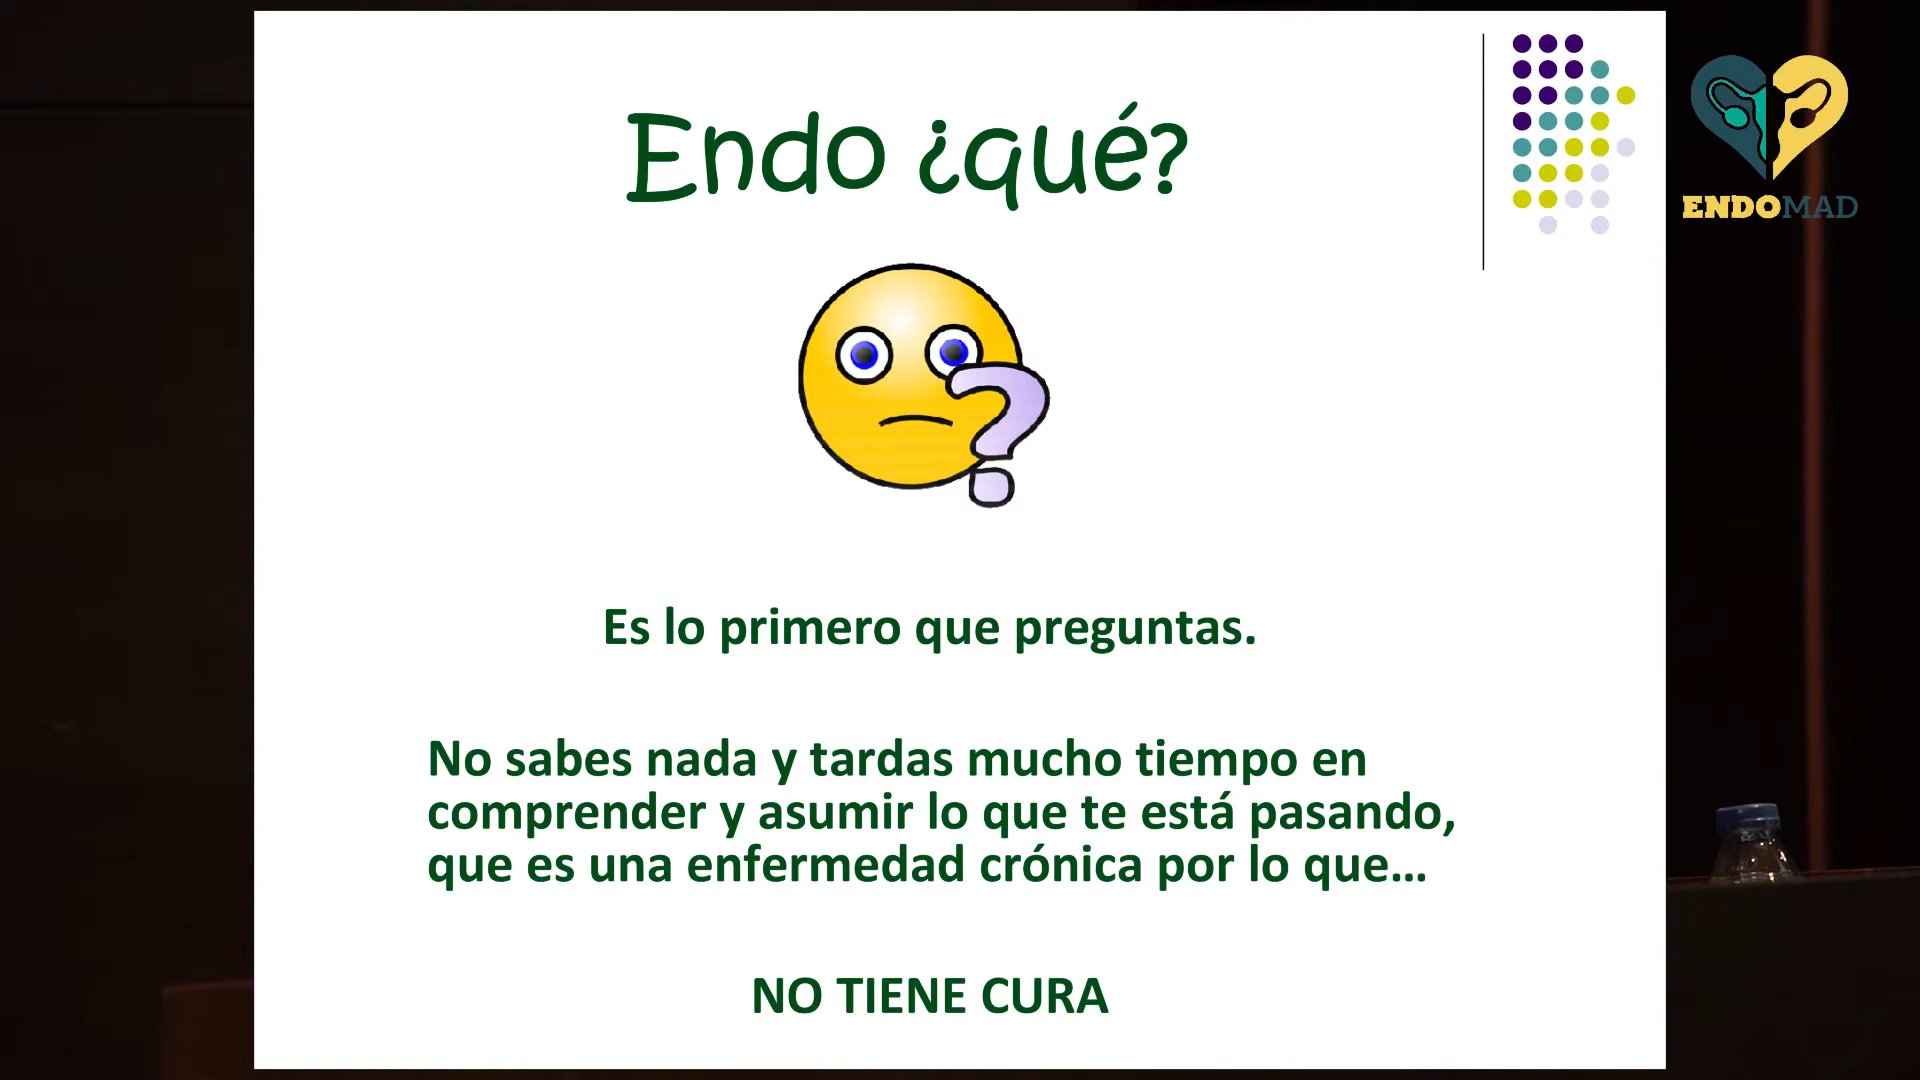 Endo ¿qué?
ENDOMAD
Es lo primero que preguntas.
No sabes nada y tardas mucho tiempo en
comprender y asumir lo que te está pasando,
que es una enfermedad crónica por lo que...
NO TIENE CURA